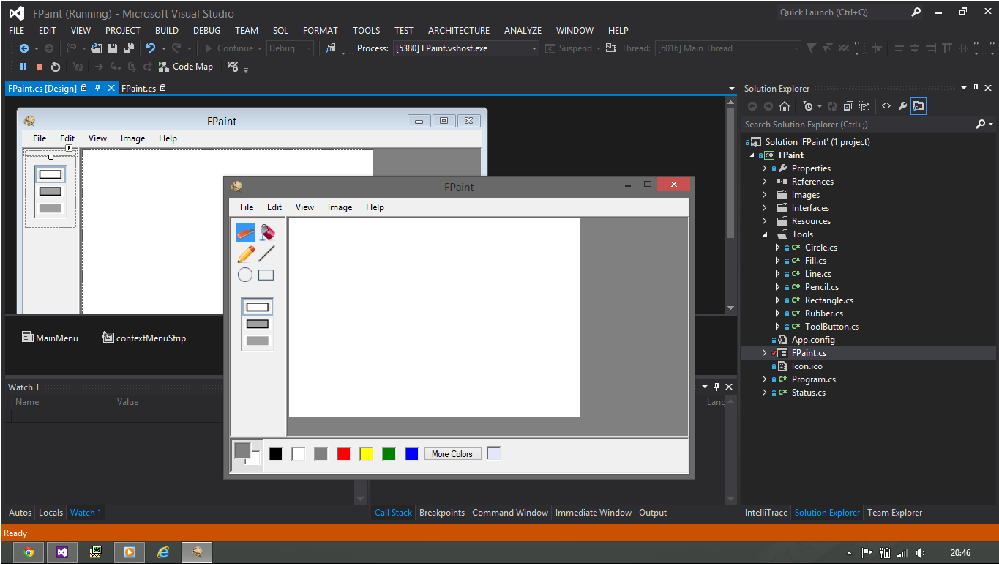 FPaint (Running) - Microsoft Visual Studio
Quick Launch (Ctrl+Q)
FILE EDIT VIEW PROJECT BUILD DEBUG TEAM SQL FORMAT TOOLS TEST ARCHITECTURE ANALYZE WINDOW HELP
Continue Debug Process: [5380] FPaint.vshost.exe Suspend Thread: [6016] Main Thread
Code Map
FPaint.cs [Design] FPaint.cs
FPaint
File Edit View Image Help
FPaint
File Edit View Image Help
More Colors
MainMenu contextMenuStrip
Watch 1
Name Value Lang
Autos Locals Watch 1
Call Stack Breakpoints Command Window Immediate Window Output
Solution Explorer
Search Solution Explorer (Ctrl+;)
Solution 'FPaint' (1 project)
C# FPaint
Properties
References
Images
Interfaces
Resources
Tools
C# Circle.cs
C# Fill.cs
C# Line.cs
C# Pencil.cs
C# Rectangle.cs
C# Rubber.cs
C# ToolButton.cs
App.config
FPaint.cs
Icon.ico
C# Program.cs
C# Status.cs
IntelliTrace Solution Explorer Team Explorer
Ready
20:46